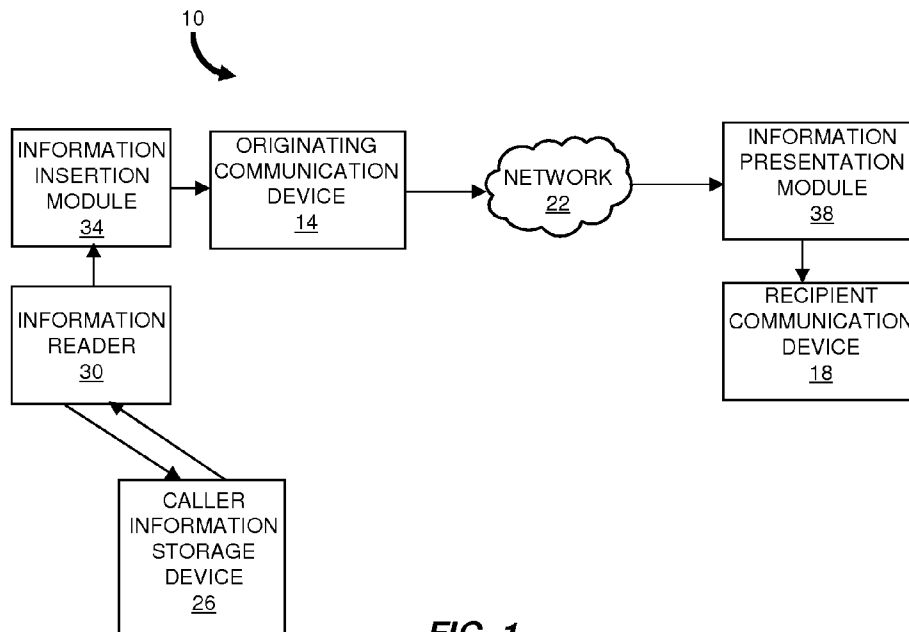 10
INFORMATION
INSERTION
MODULE
34
ORIGINATING
COMMUNICATION
DEVICE
14
NETWORK
22
INFORMATION
PRESENTATION
MODULE
38
INFORMATION
READER
30
RECIPIENT
COMMUNICATION
DEVICE
18
CALLER
INFORMATION
STORAGE
DEVICE
26
FIG. 1